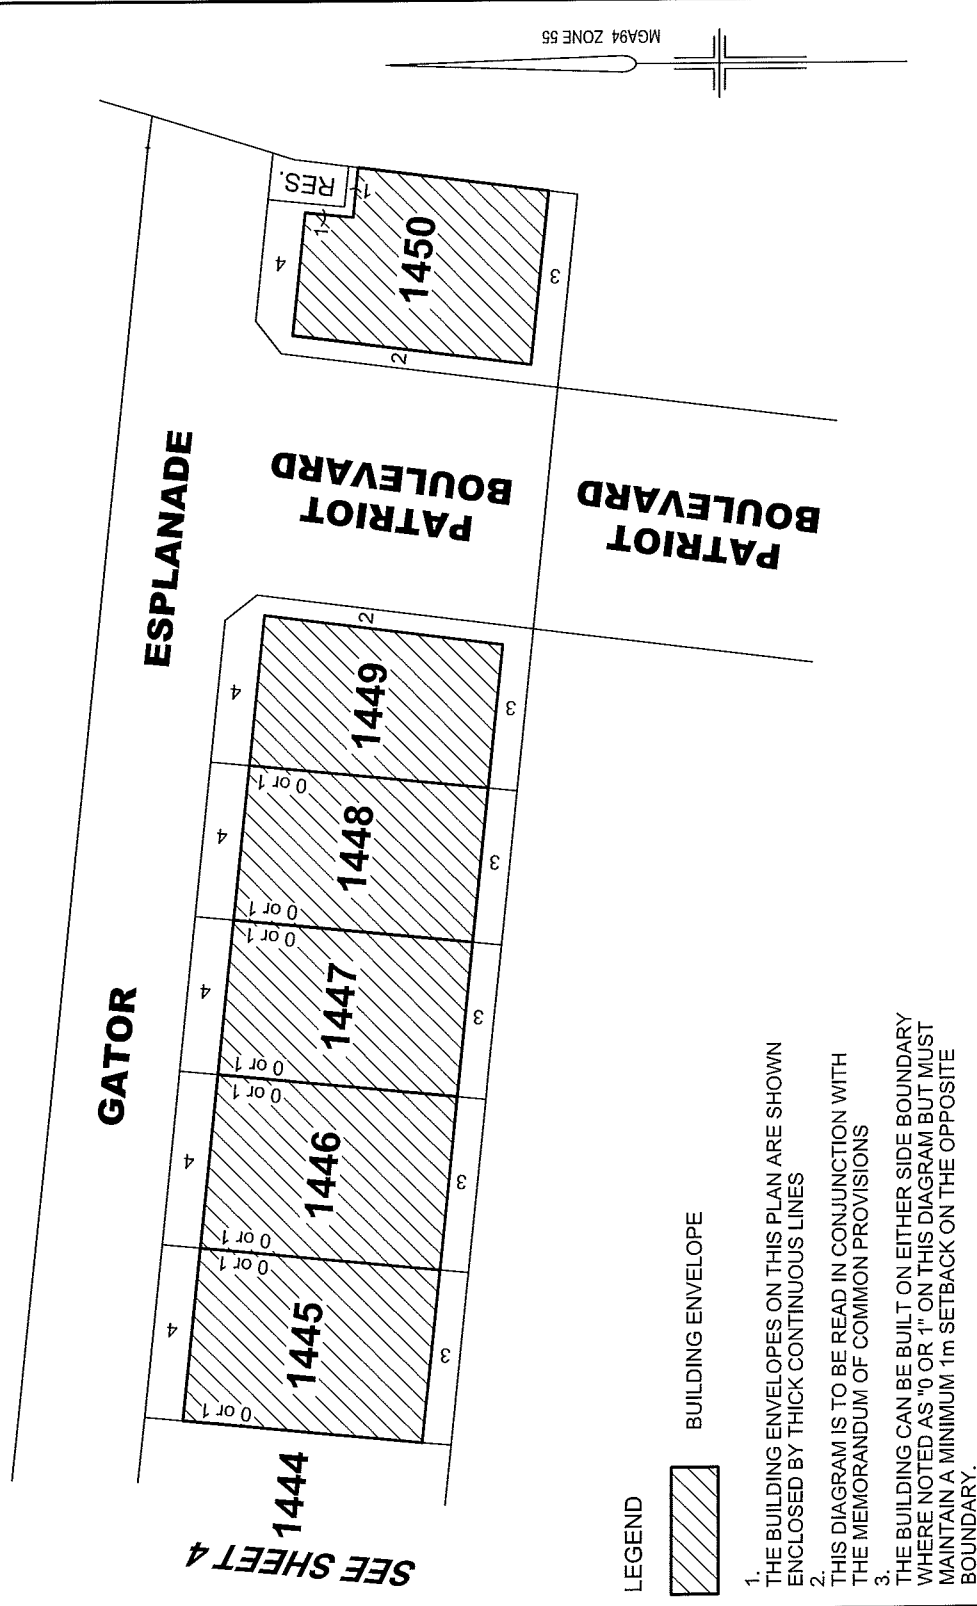 MGA94 ZONE 55
GATOR
ESPLANADE
PATRIOT
BOULEVARD
PATRIOT
BOULEVARD
RES.
1
1
4
1450
2
3
4
1449
2
3
0 or 1
4
1448
3
0 or 1
0 or 1
4
1447
3
0 or 1
0 or 1
4
1446
3
0 or 1
0 or 1
4
1445
3
0 or 1
1444
SEE SHEET 4
LEGEND
BUILDING ENVELOPE
1.
THE BUILDING ENVELOPES ON THIS PLAN ARE SHOWN
ENCLOSED BY THICK CONTINUOUS LINES
2.
THIS DIAGRAM IS TO BE READ IN CONJUNCTION WITH
THE MEMORANDUM OF COMMON PROVISIONS
3.
THE BUILDING CAN BE BUILT ON EITHER SIDE BOUNDARY
WHERE NOTED AS "0 OR 1" ON THIS DIAGRAM BUT MUST
MAINTAIN A MINIMUM 1m SETBACK ON THE OPPOSITE
BOUNDARY.